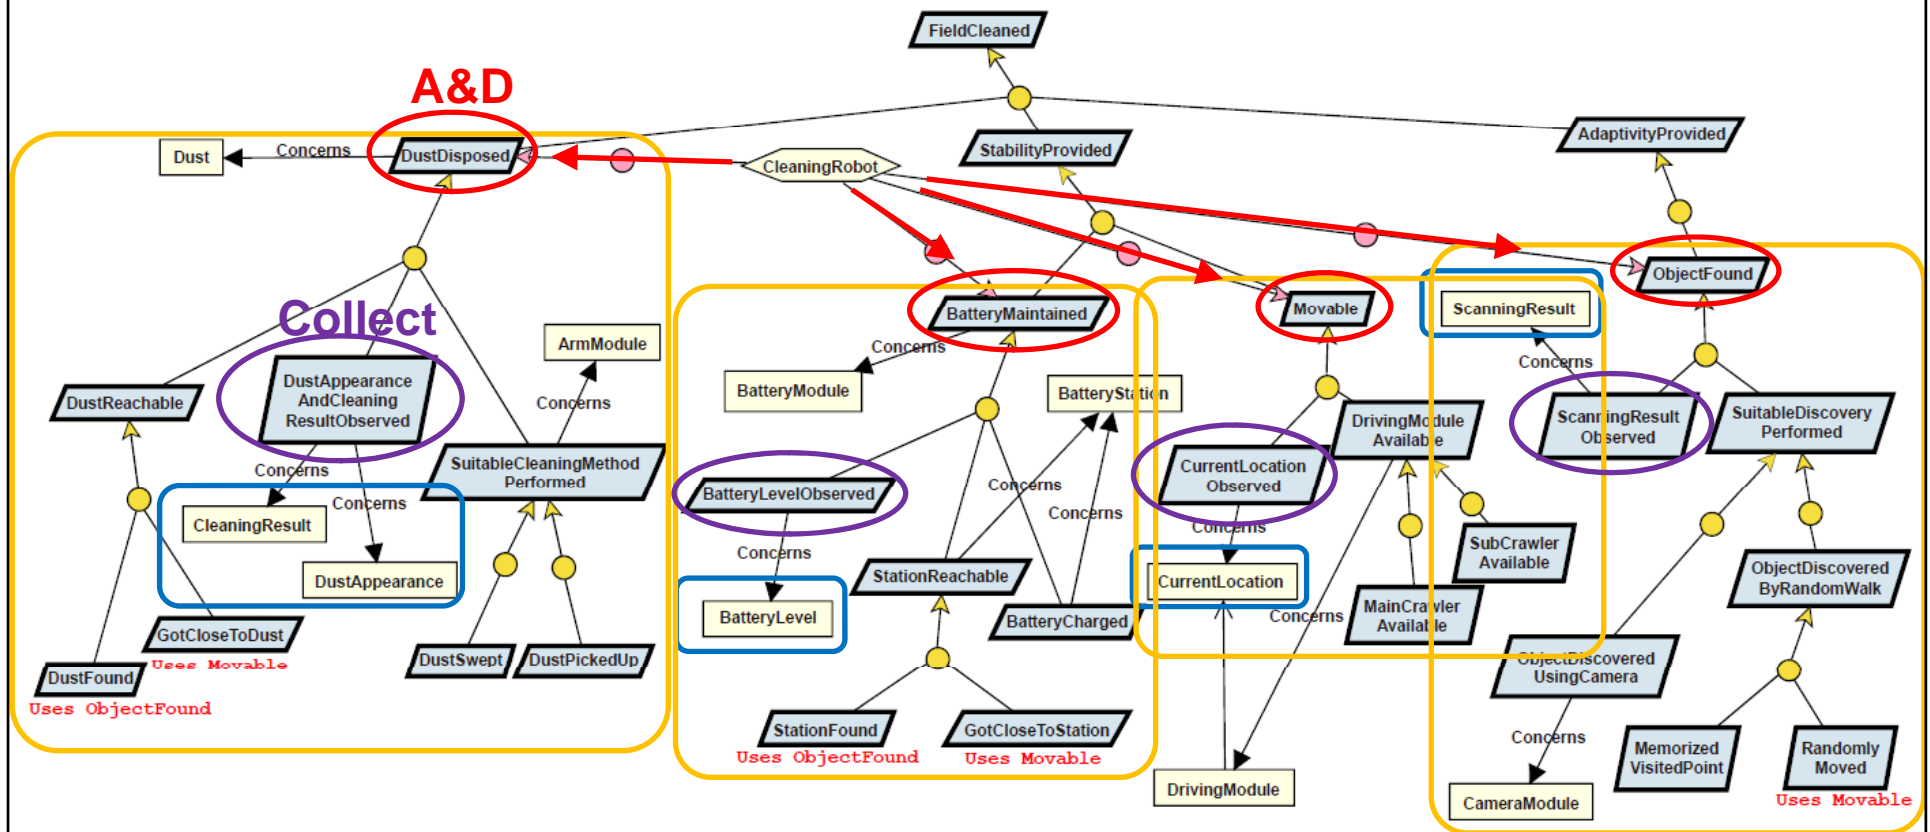 FieldCleaned
A&D
Dust
Concerns
DustDisposed
CleaningRobot
StabilityProvided
AdaptivityProvided
ObjectFound
Collect
ArmModule
BatteryMaintained
Movable
ScanningResult
Concerns
Concerns
DustReachable
DustAppearance
AndCleaning
ResultObserved
Concerns
BatteryModule
BatteryStation
DrivingModule
Available
ScanningResult
Observed
SuitableDiscovery
Performed
SuitableCleaningMethod
Performed
Concerns
Concerns
CleaningResult
DustAppearance
BatteryLevelObserved
Concerns
Concerns
Concerns
CurrentLocation
Observed
Concerns
SubCrawler
Available
StationReachable
CurrentLocation
ObjectDiscovered
ByRandomWalk
BatteryLevel
BatteryCharged
Concerns
MainCrawler
Available
GotCloseToDust
Uses Movable
DustSwept
DustPickedUp
DustFound
Uses ObjectFound
ObjectDiscovered
UsingCamera
StationFound
Uses ObjectFound
GotCloseToStation
Uses Movable
Concerns
Memorized
VisitedPoint
Randomly
Moved
Uses Movable
DrivingModule
CameraModule